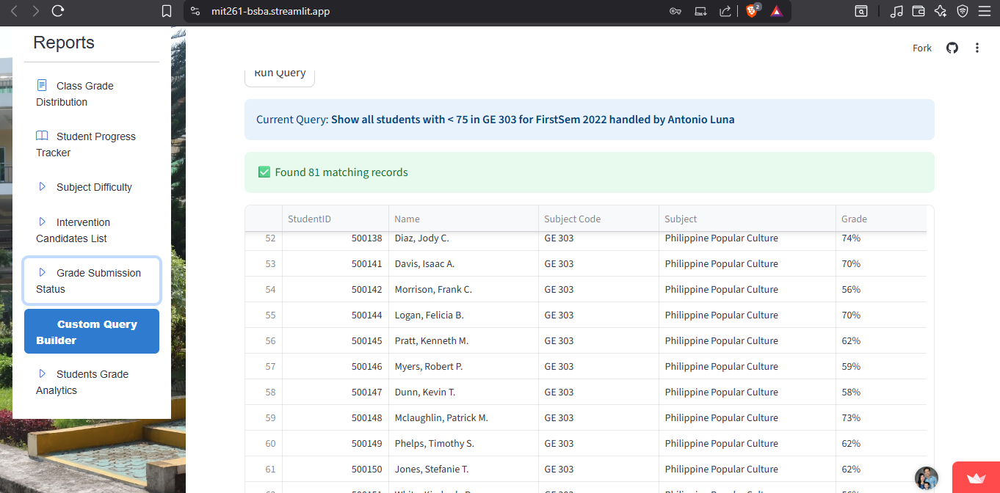 mit261-bsba.streamlit.app
2
Reports
Class Grade
Distribution
Student Progress
Tracker
Subject Difficulty
Intervention
Candidates List
Grade Submission
Status
Custom Query
Builder
Students Grade
Analytics
Fork
Run Query
Current Query: Show all students with < 75 in GE 303 for FirstSem 2022 handled by Antonio Luna
Found 81 matching records
StudentID Name Subject Code Subject Grade
52 500138 Diaz, Jody C. GE 303 Philippine Popular Culture 74%
53 500141 Davis, Isaac A. GE 303 Philippine Popular Culture 70%
54 500142 Morrison, Frank C. GE 303 Philippine Popular Culture 56%
55 500144 Logan, Felicia B. GE 303 Philippine Popular Culture 70%
56 500145 Pratt, Kenneth M. GE 303 Philippine Popular Culture 62%
57 500146 Myers, Robert P. GE 303 Philippine Popular Culture 59%
58 500147 Dunn, Kevin T. GE 303 Philippine Popular Culture 58%
59 500148 Mclaughlin, Patrick M. GE 303 Philippine Popular Culture 73%
60 500149 Phelps, Timothy S. GE 303 Philippine Popular Culture 62%
61 500150 Jones, Stefanie T. GE 303 Philippine Popular Culture 62%